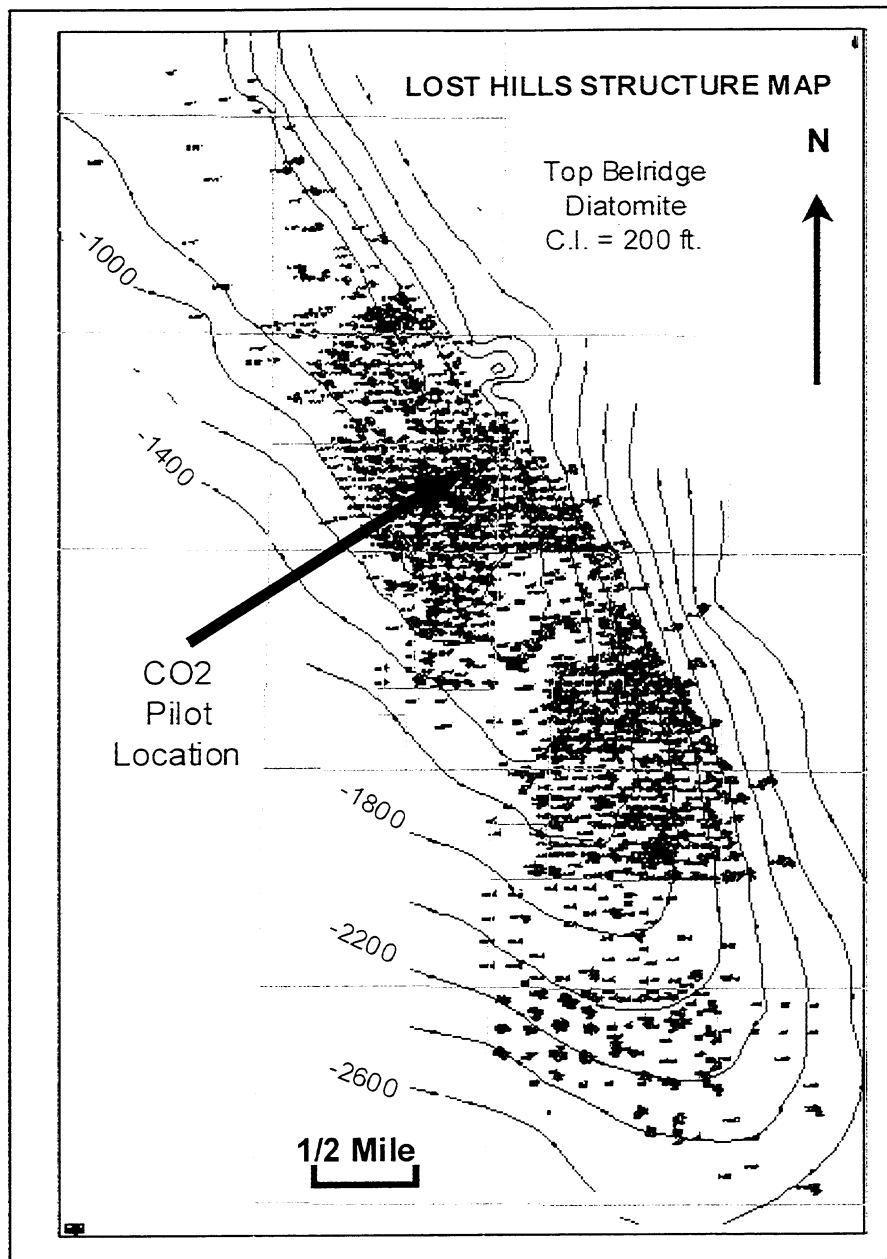 LOST HILLS STRUCTURE MAP
N
Top Belridge
Diatomite
C.I. = 200 ft.
-1000
-1400
CO2
Pilot
Location
-1800
-2200
-2600
1/2 Mile